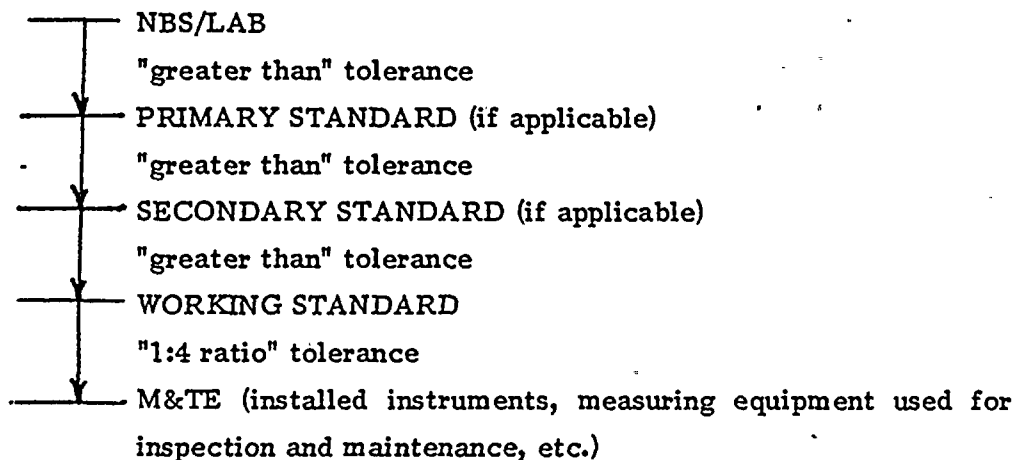 NBS/LAB
"greater than" tolerance
PRIMARY STANDARD (if applicable)
"greater than" tolerance
SECONDARY STANDARD (if applicable)
"greater than" tolerance
WORKING STANDARD
"1:4 ratio" tolerance
M&TE (installed instruments, measuring equipment used for
inspection and maintenance, etc.)